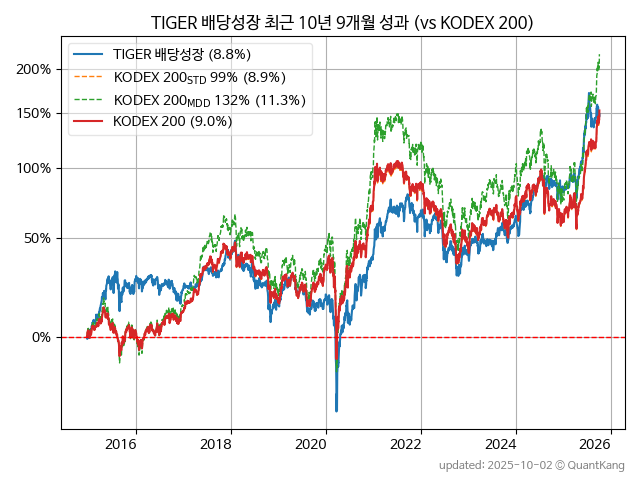 TIGER 배당성장 최근 10년 9개월 성과 (vs KODEX 200)
TIGER 배당성장 (8.8%)
KODEX 200STD 99% (8.9%)
KODEX 200MDD 132% (11.3%)
KODEX 200 (9.0%)
200%
150%
100%
50%
0%
2016 2018 2020 2022 2024 2026
updated: 2025-10-02 © QuantKang